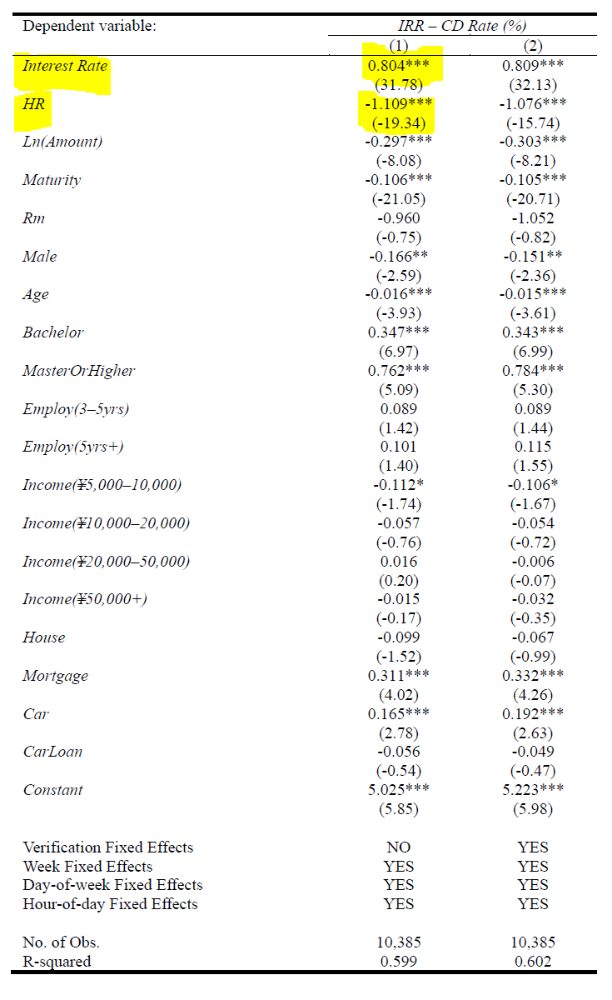 Dependent variable: IRR – CD Rate (%)
(1) (2)
Interest Rate 0.804*** 0.809***
(31.78) (32.13)
HR -1.109*** -1.076***
(-19.34) (-15.74)
Ln(Amount) -0.297*** -0.303***
(-8.08) (-8.21)
Maturity -0.106*** -0.105***
(-21.05) (-20.71)
Rm -0.960 -1.052
(-0.75) (-0.82)
Male -0.166** -0.151**
(-2.59) (-2.36)
Age -0.016*** -0.015***
(-3.93) (-3.61)
Bachelor 0.347*** 0.343***
(6.97) (6.99)
MasterOrHigher 0.762*** 0.784***
(5.09) (5.30)
Employ(3–5yrs) 0.089 0.089
(1.42) (1.44)
Employ(5yrs+) 0.101 0.115
(1.40) (1.55)
Income(¥5,000–10,000) -0.112* -0.106*
(-1.74) (-1.67)
Income(¥10,000–20,000) -0.057 -0.054
(-0.76) (-0.72)
Income(¥20,000–50,000) 0.016 -0.006
(0.20) (-0.07)
Income(¥50,000+) -0.015 -0.032
(-0.17) (-0.35)
House -0.099 -0.067
(-1.52) (-0.99)
Mortgage 0.311*** 0.332***
(4.02) (4.26)
Car 0.165*** 0.192***
(2.78) (2.63)
CarLoan -0.056 -0.049
(-0.54) (-0.47)
Constant 5.025*** 5.223***
(5.85) (5.98)
Verification Fixed Effects NO YES
Week Fixed Effects YES YES
Day-of-week Fixed Effects YES YES
Hour-of-day Fixed Effects YES YES
No. of Obs. 10,385 10,385
R-squared 0.599 0.602